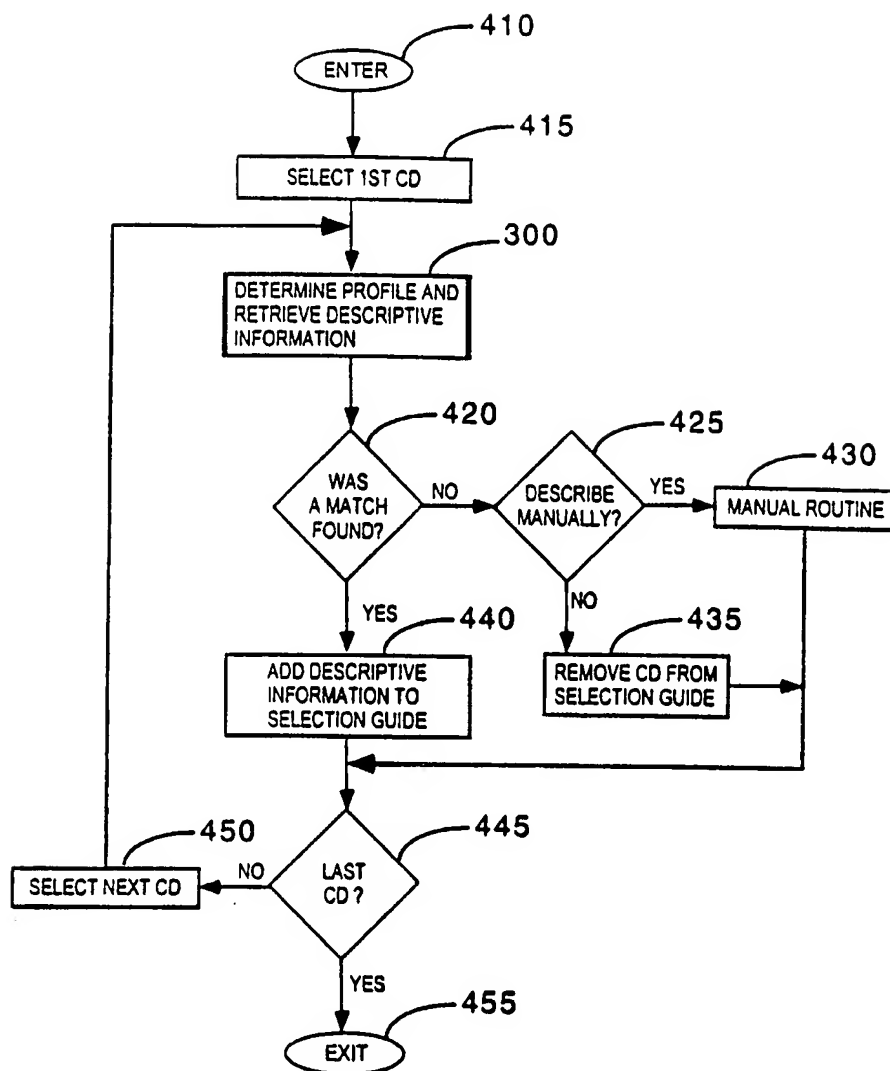 410
ENTER
415
SELECT 1ST CD
300
DETERMINE PROFILE AND
RETRIEVE DESCRIPTIVE
INFORMATION
420
WAS
A MATCH
FOUND?
NO
425
DESCRIBE
MANUALLY?
YES
430
MANUAL ROUTINE
NO
435
REMOVE CD FROM
SELECTION GUIDE
YES
440
ADD DESCRIPTIVE
INFORMATION TO
SELECTION GUIDE
445
LAST
CD ?
NO
450
SELECT NEXT CD
YES
455
EXIT